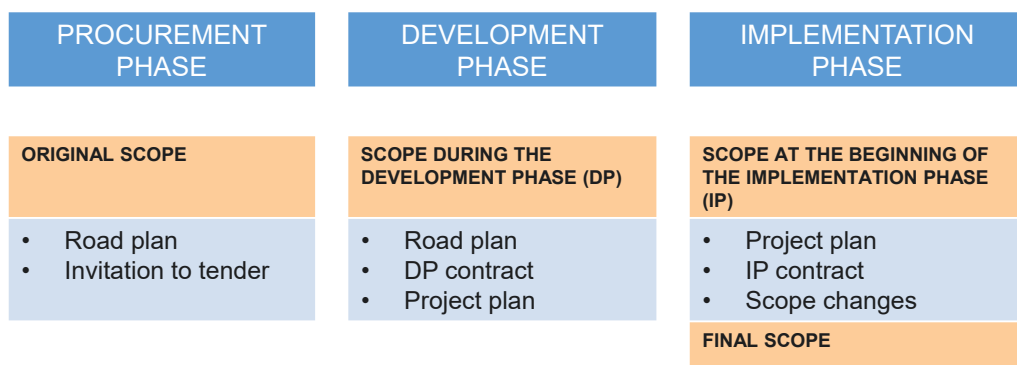 PROCUREMENT
PHASE
ORIGINAL SCOPE
• Road plan
• Invitation to tender
DEVELOPMENT
PHASE
SCOPE DURING THE
DEVELOPMENT PHASE (DP)
• Road plan
• DP contract
• Project plan
IMPLEMENTATION
PHASE
SCOPE AT THE BEGINNING OF
THE IMPLEMENTATION PHASE
(IP)
• Project plan
• IP contract
• Scope changes
FINAL SCOPE